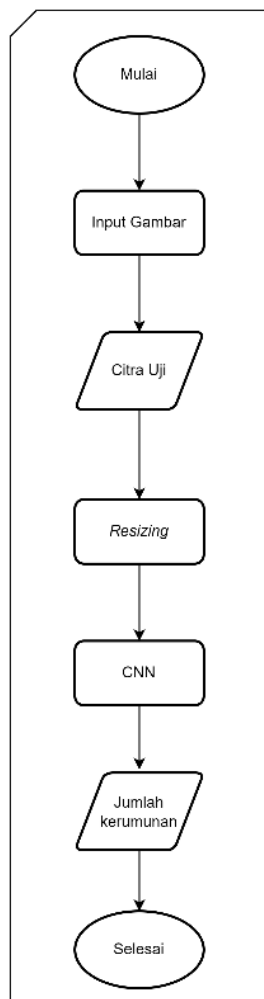 Mulai
Input Gambar
Citra Uji
Resizing
CNN
Jumlah
kerumunan
Selesai